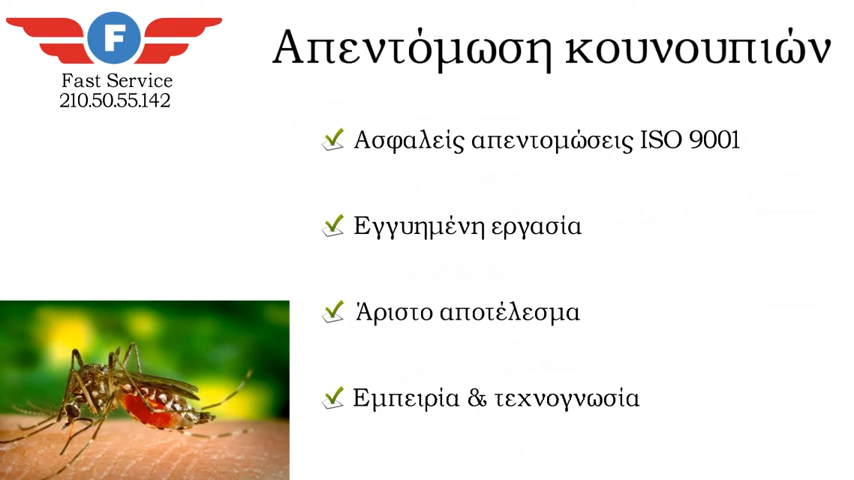 F
Fast Service
210.50.55.142
Απεντόμωση κουνουπιών
Ασφαλείς απεντομώσεις ISO 9001
Εγγυημένη εργασία
Άριστο αποτέλεσμα
Εμπειρία & τεχνογνωσία